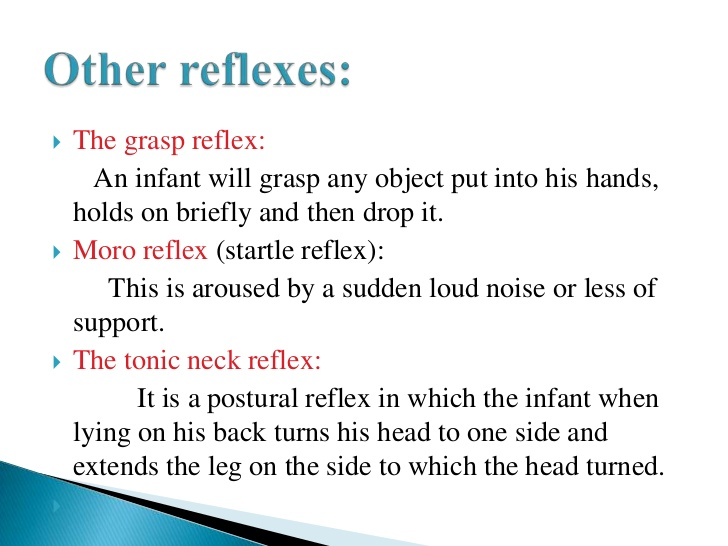 Other reflexes:
The grasp reflex:
An infant will grasp any object put into his hands,
holds on briefly and then drop it.
Moro reflex (startle reflex):
This is aroused by a sudden loud noise or less of
support.
The tonic neck reflex:
It is a postural reflex in which the infant when
lying on his back turns his head to one side and
extends the leg on the side to which the head turned.